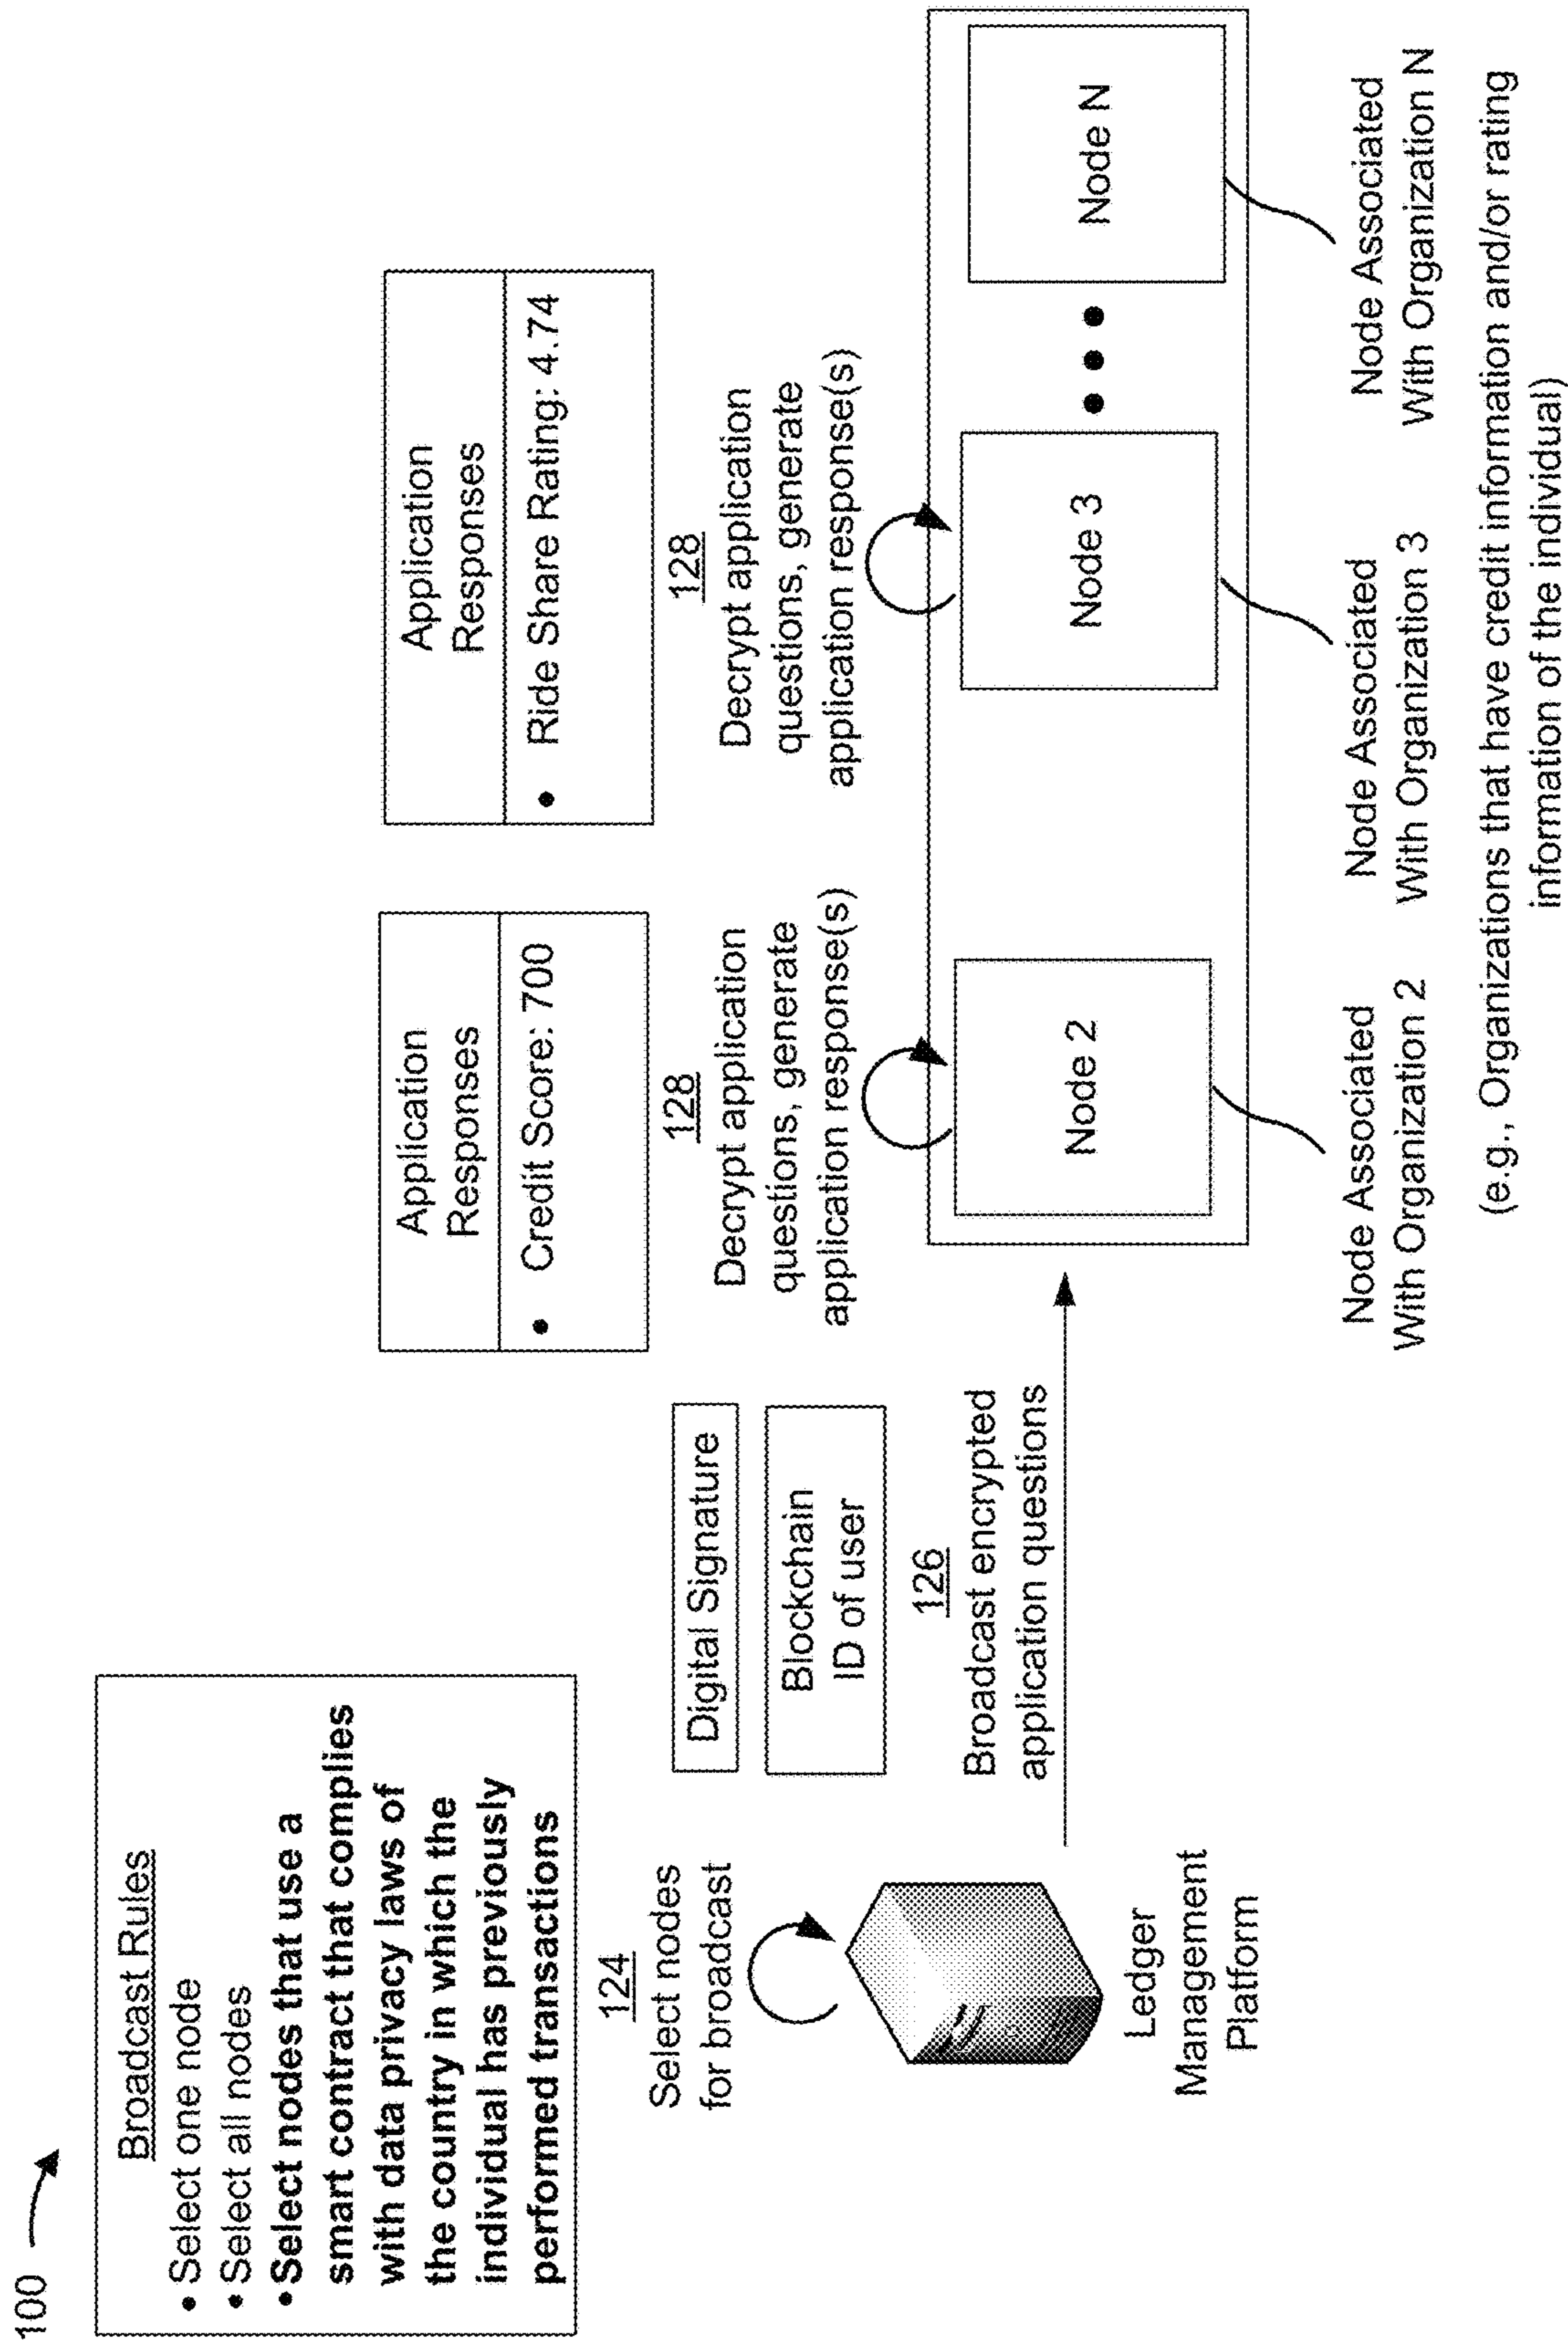 100
Broadcast Rules
• Select one node
• Select all nodes
• Select nodes that use a
smart contract that complies
with data privacy laws of
the country in which the
individual has previously
performed transactions
124
Select nodes
for broadcast
Ledger
Management
Platform
Digital Signature
Blockchain
ID of user
126
Broadcast encrypted
application questions
Application
Responses
• Credit Score: 700
128
Decrypt application
questions, generate
application response(s)
Application
Responses
• Ride Share Rating: 4.74
128
Decrypt application
questions, generate
application response(s)
Node 2
Node 3
Node N
Node Associated
With Organization 2
Node Associated
With Organization 3
Node Associated
With Organization N
(e.g., Organizations that have credit information and/or rating
information of the individual)